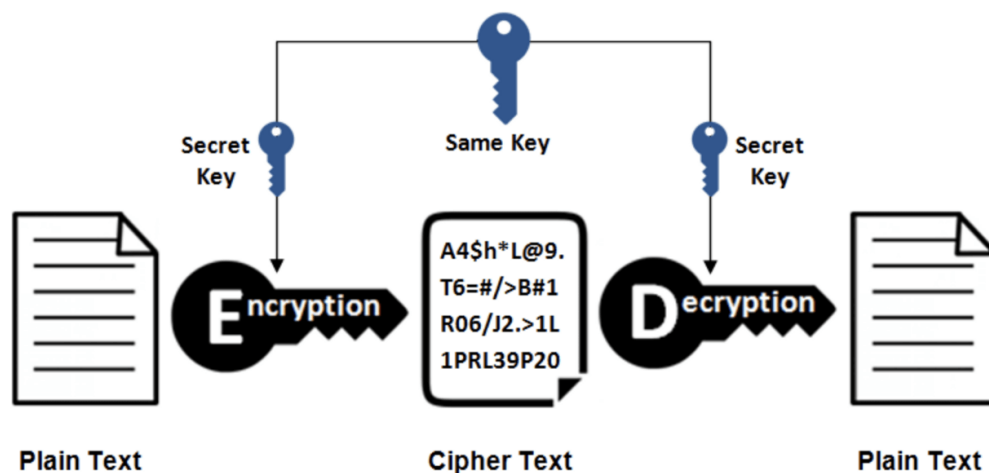 Same Key
Secret
Key
Secret
Key
Encryption
A4$h*L@9.
T6=#/>B#1
R06/J2.>1L
1PRL39P20
Decryption
Plain Text
Cipher Text
Plain Text